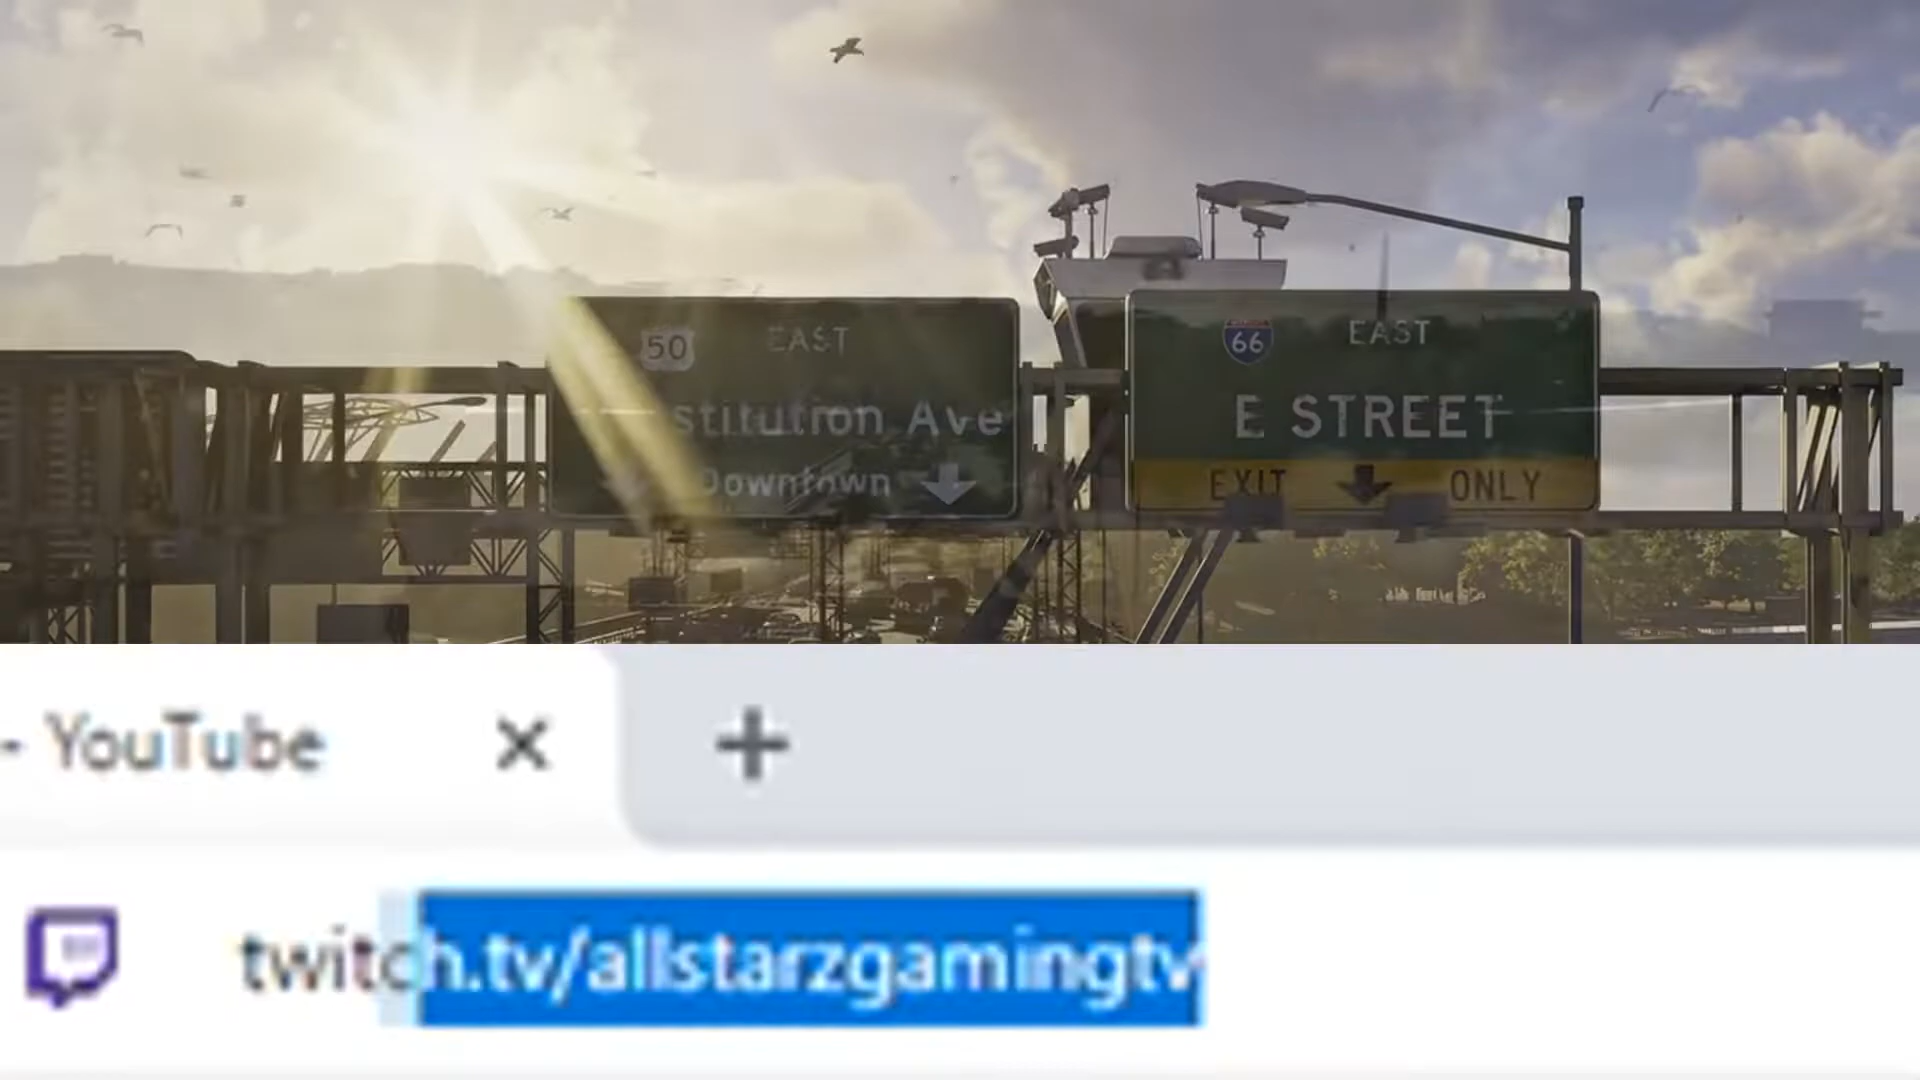 50 EAST
stitution Ave
Downtown
66 EAST
E STREET
EXIT ONLY
- YouTube
twitch.tv/allstarzgamingtv